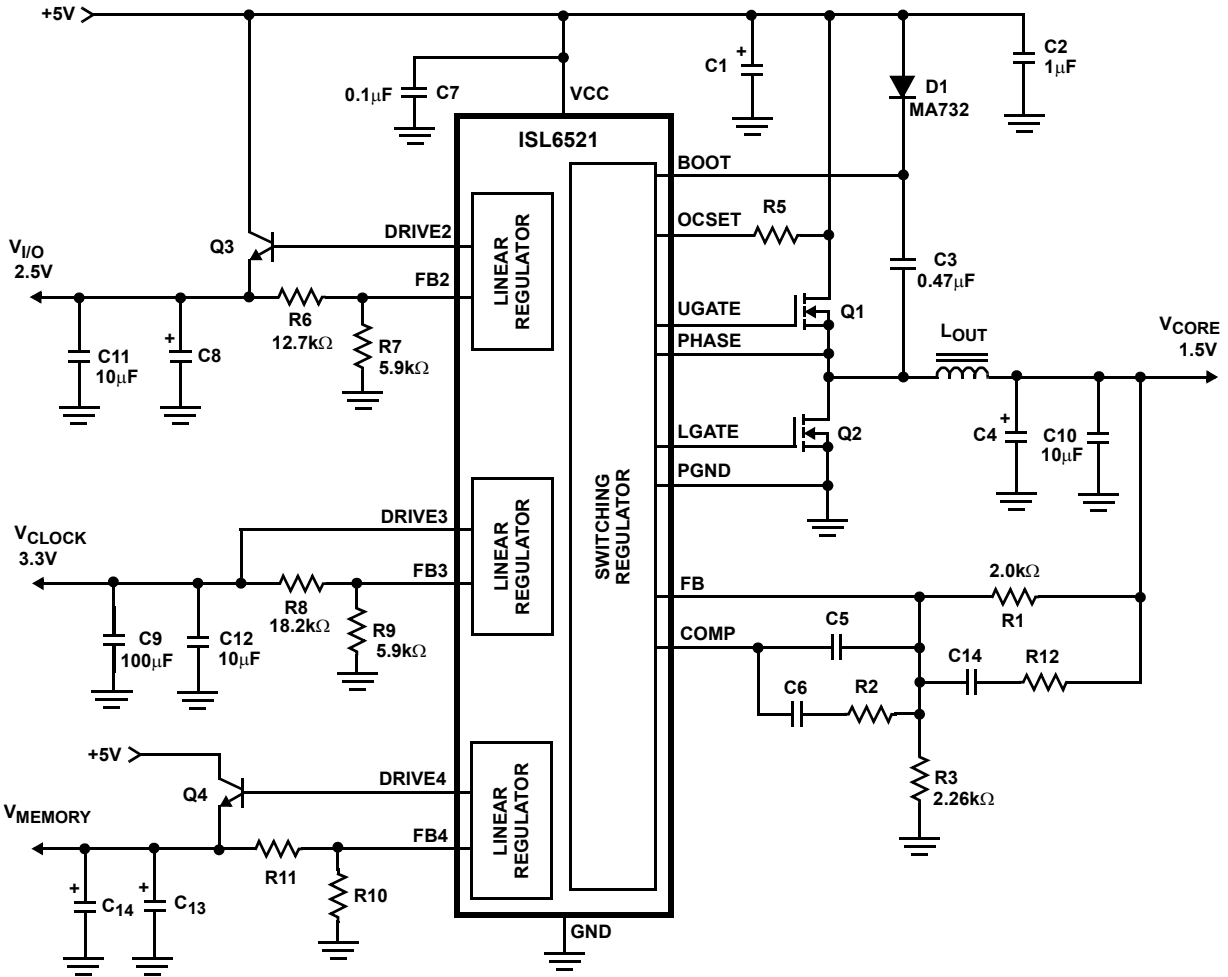 +5V
C2
1μF
C1
D1
MA732
0.1μF
C7
VCC
ISL6521
BOOT
OCSET
R5
C3
0.47μF
UGATE
Q1
PHASE
LGATE
Q2
PGND
LOUT
VCORE
1.5V
C4
C10
10μF
Q3
DRIVE2
LINEAR
REGULATOR
VI/O
2.5V
FB2
R6
12.7kΩ
R7
5.9kΩ
C11
10μF
C8
SWITCHING
REGULATOR
DRIVE3
LINEAR
REGULATOR
VCLOCK
3.3V
FB3
R8
18.2kΩ
R9
5.9kΩ
C9
100μF
C12
10μF
FB
2.0kΩ
R1
COMP
C5
C14
R12
C6
R2
R3
2.26kΩ
+5V
Q4
DRIVE4
LINEAR
REGULATOR
VMEMORY
FB4
R11
R10
C14
C13
GND